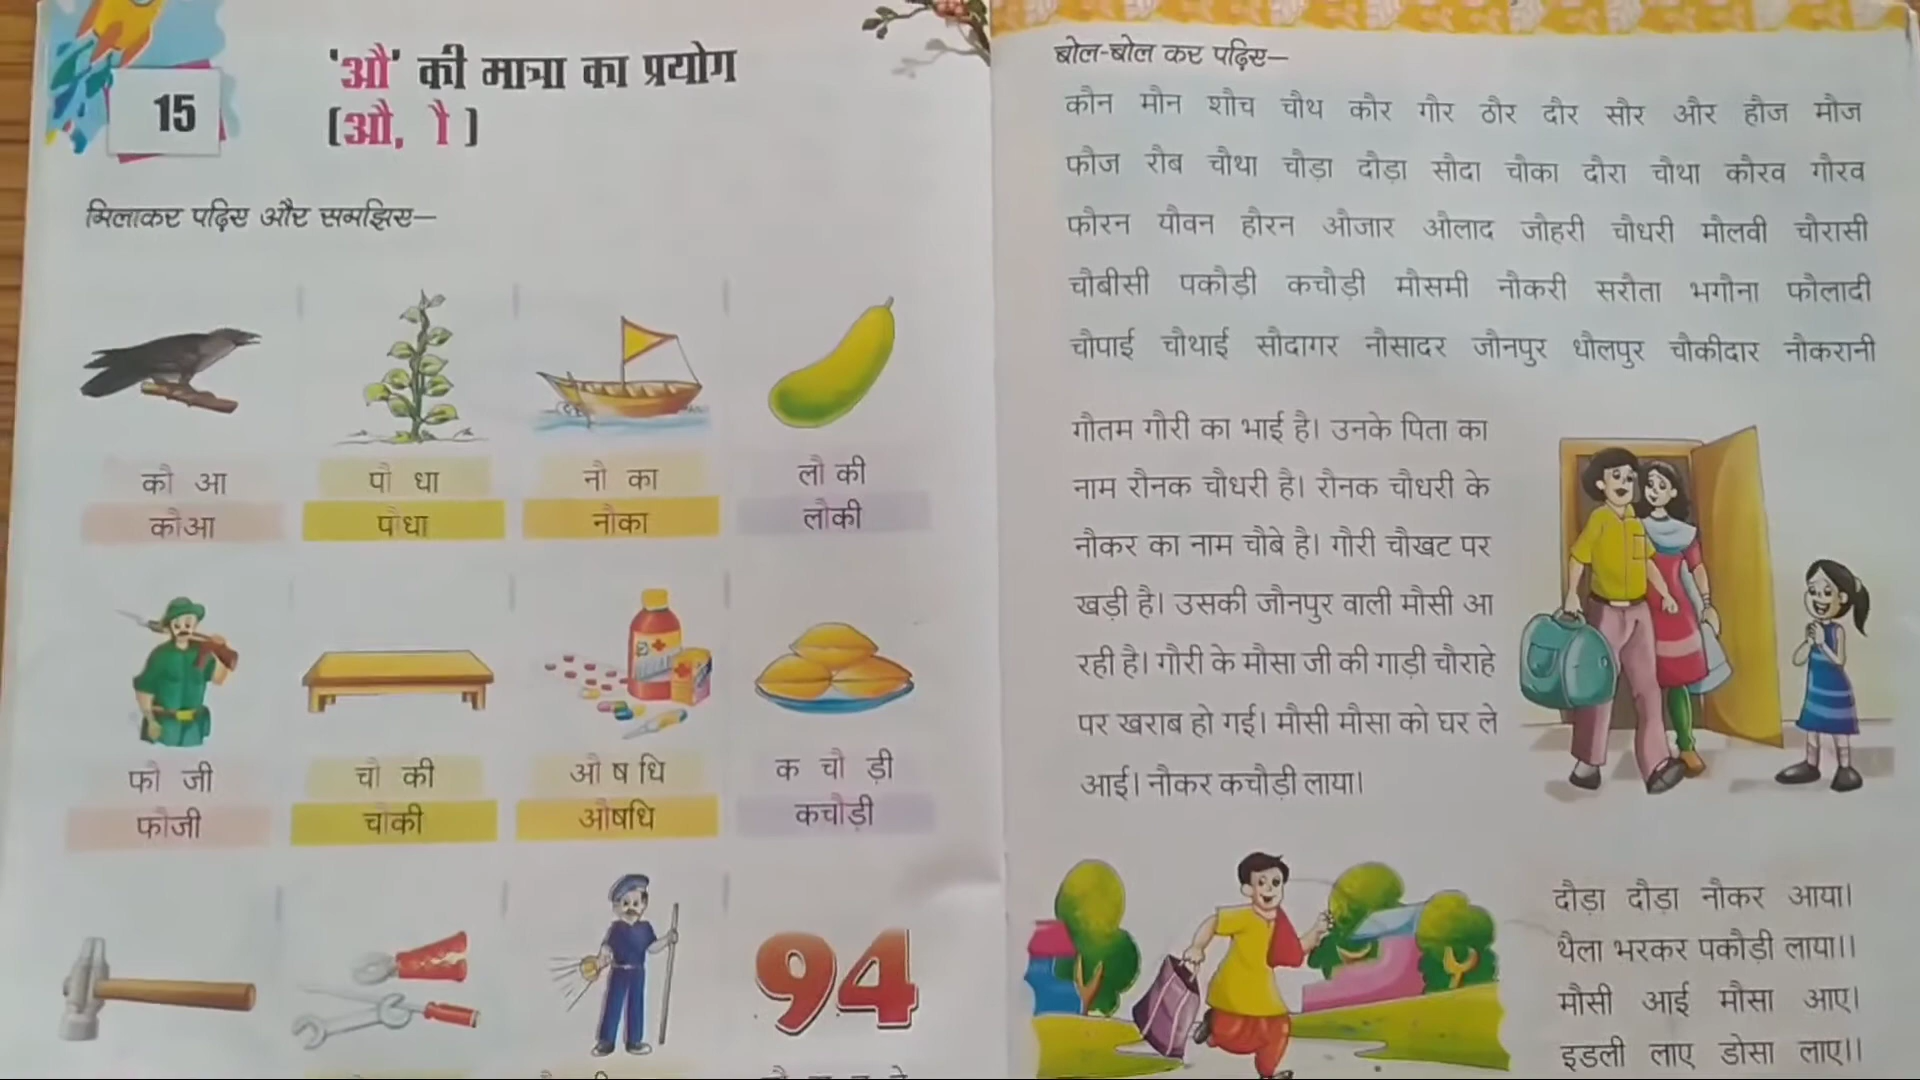 15
'औ' की मात्रा का प्रयोग
(औ, ौ)
मिलाकर पढ़िए और समझिए—
कौ आ पौ धा नौ का लौ की
कौआ पौधा नौका लौकी
फौ जी चौ की औ ष धि क चौ ड़ी
फौजी चौकी औषधि कचौड़ी
94
बोल-बोल कर पढ़िए—
कौन मौन शौच चौथ कौर गौर ठौर दौर सौर और हौज मौज
फौज रौब चौथा चौड़ा दौड़ा सौदा चौका दौरा चौथा कौरव गौरव
फौरन यौवन हौरन औजार औलाद जौहरी चौधरी मौलवी चौरासी
चौबीसी पकौड़ी कचौड़ी मौसमी नौकरी सरौता भगौना फौलादी
चौपाई चौथाई सौदागर नौसादर जौनपुर धौलपुर चौकीदार नौकरानी
गौतम गौरी का भाई है। उनके पिता का
नाम रौनक चौधरी है। रौनक चौधरी के
नौकर का नाम चौबे है। गौरी चौखट पर
खड़ी है। उसकी जौनपुर वाली मौसी आ
रही है। गौरी के मौसा जी की गाड़ी चौराहे
पर खराब हो गई। मौसी मौसा को घर ले
आई। नौकर कचौड़ी लाया।
दौड़ा दौड़ा नौकर आया।
थैला भरकर पकौड़ी लाया।।
मौसी आई मौसा आए।
इडली लाए डोसा लाए।।